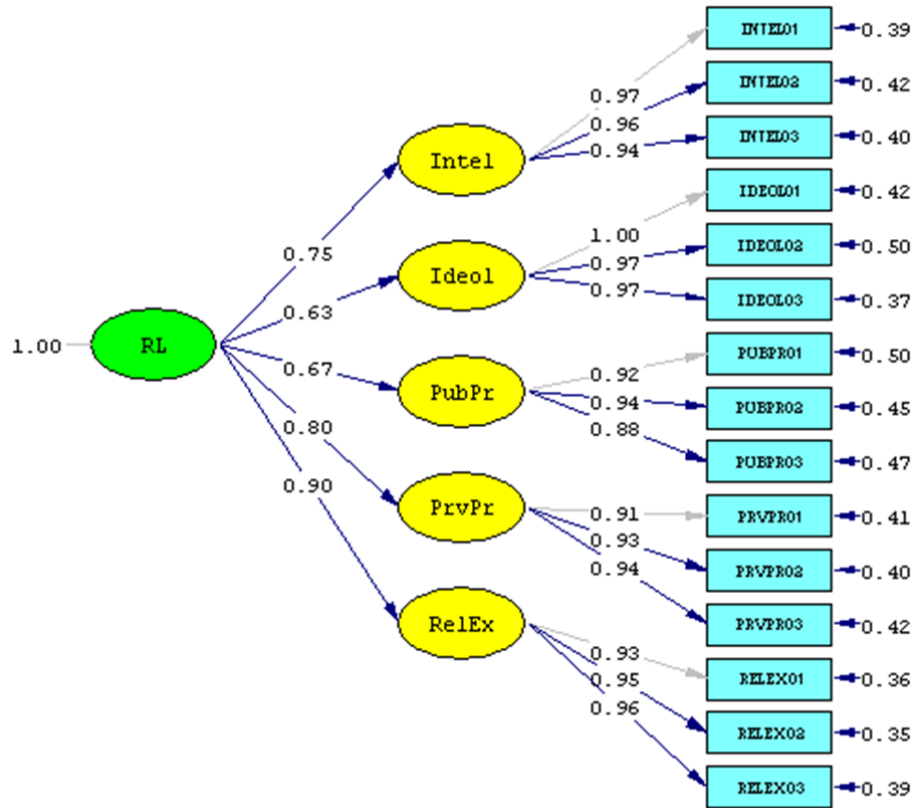 INTEL01
0.39
INTEL02
0.42
INTEL03
0.40
IDEOL01
0.42
IDEOL02
0.50
IDEOL03
0.37
PUBPR01
0.50
PUBPR02
0.45
PUBPR03
0.47
PRVPR01
0.41
PRVPR02
0.40
PRVPR03
0.42
RELEX01
0.36
RELEX02
0.35
RELEX03
0.39
0.97
0.96
0.94
1.00
0.97
0.97
0.92
0.94
0.88
0.91
0.93
0.94
0.93
0.95
0.96
Intel
Ideol
PubPr
PrvPr
RelEx
0.75
0.63
0.67
0.80
0.90
1.00
RL